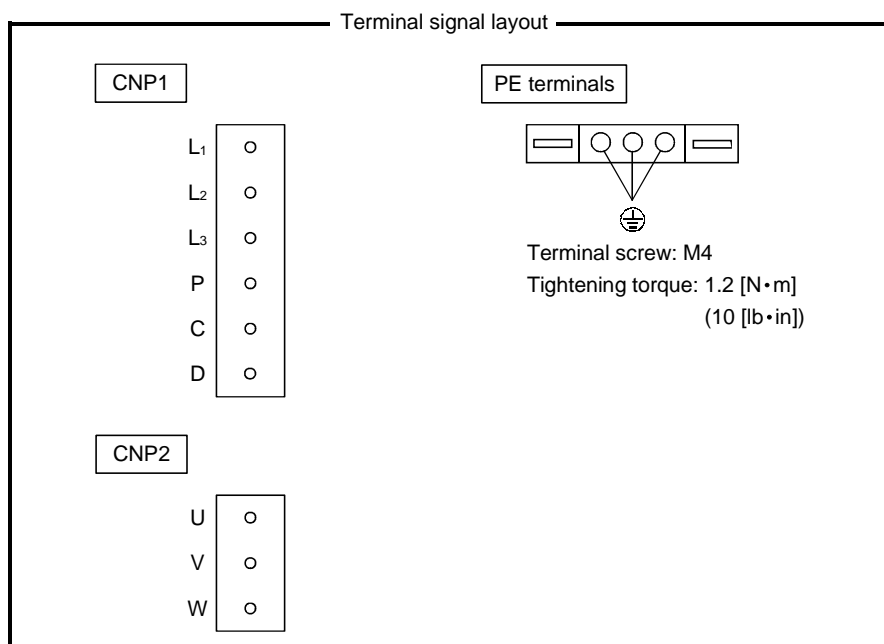 Terminal signal layout
CNP1
L1
L2
L3
P
C
D
CNP2
U
V
W
PE terminals
Terminal screw: M4
Tightening torque: 1.2 [N•m]
(10 [lb•in])